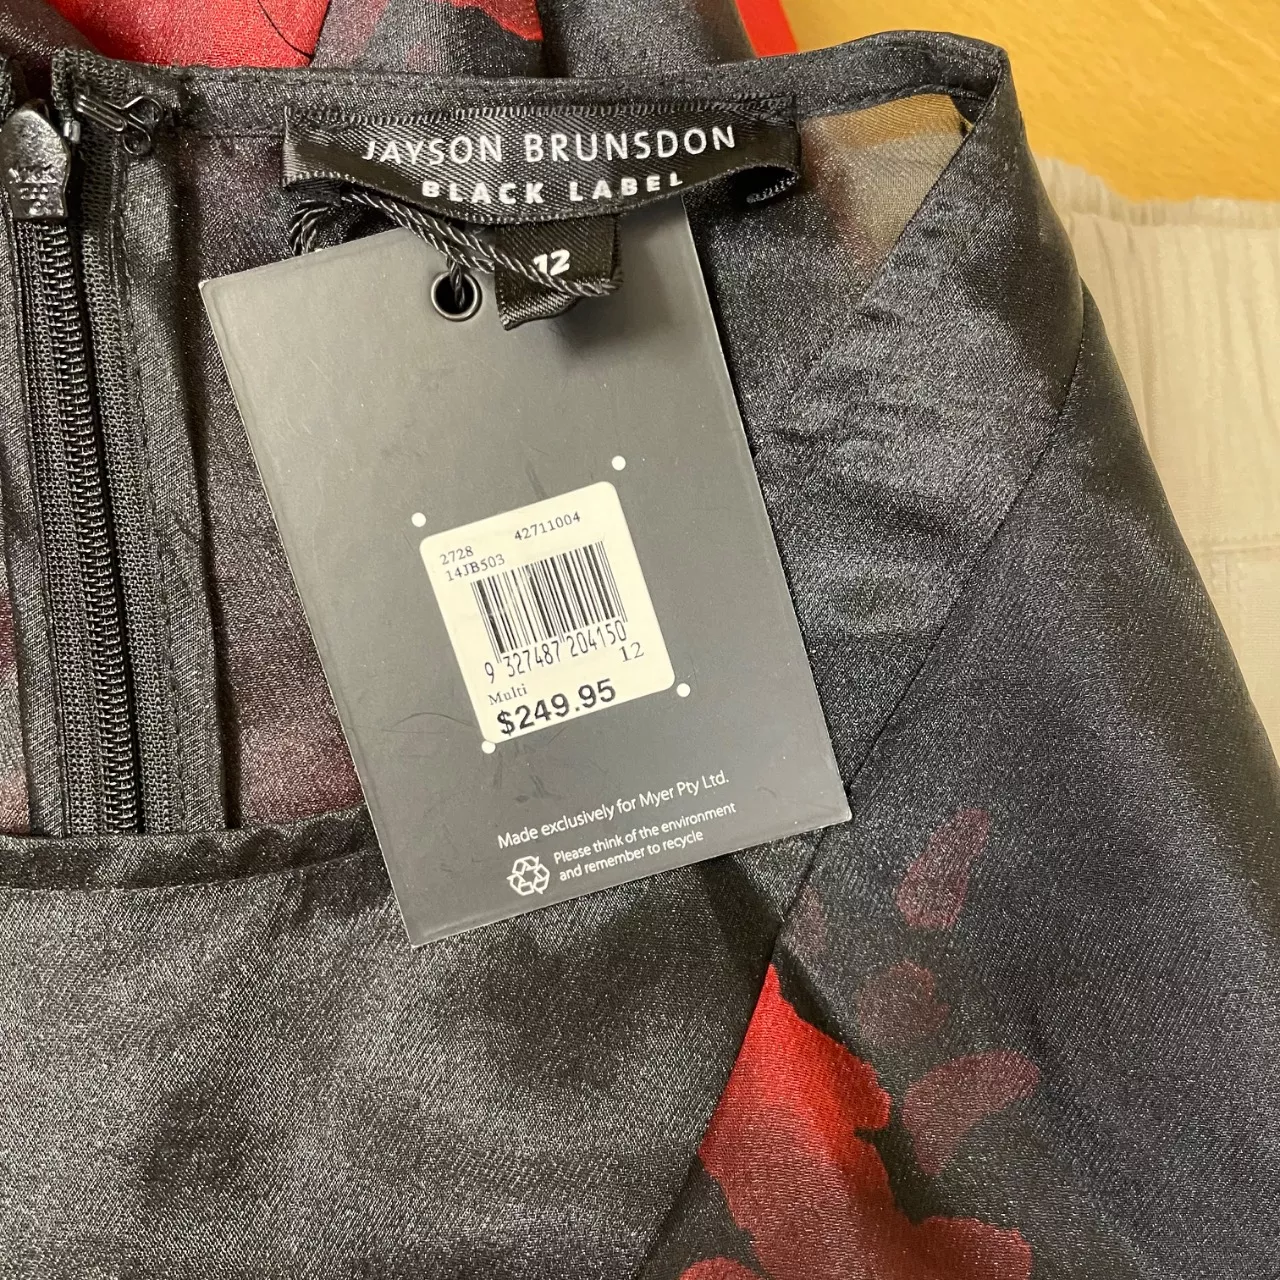 JAYSON BRUNSDON
BLACK LABEL
12
2728 42711004
14JB503
9 327487 204150
12
Multi
$249.95
Made exclusively for Myer Pty Ltd.
Please think of the environment
and remember to recycle